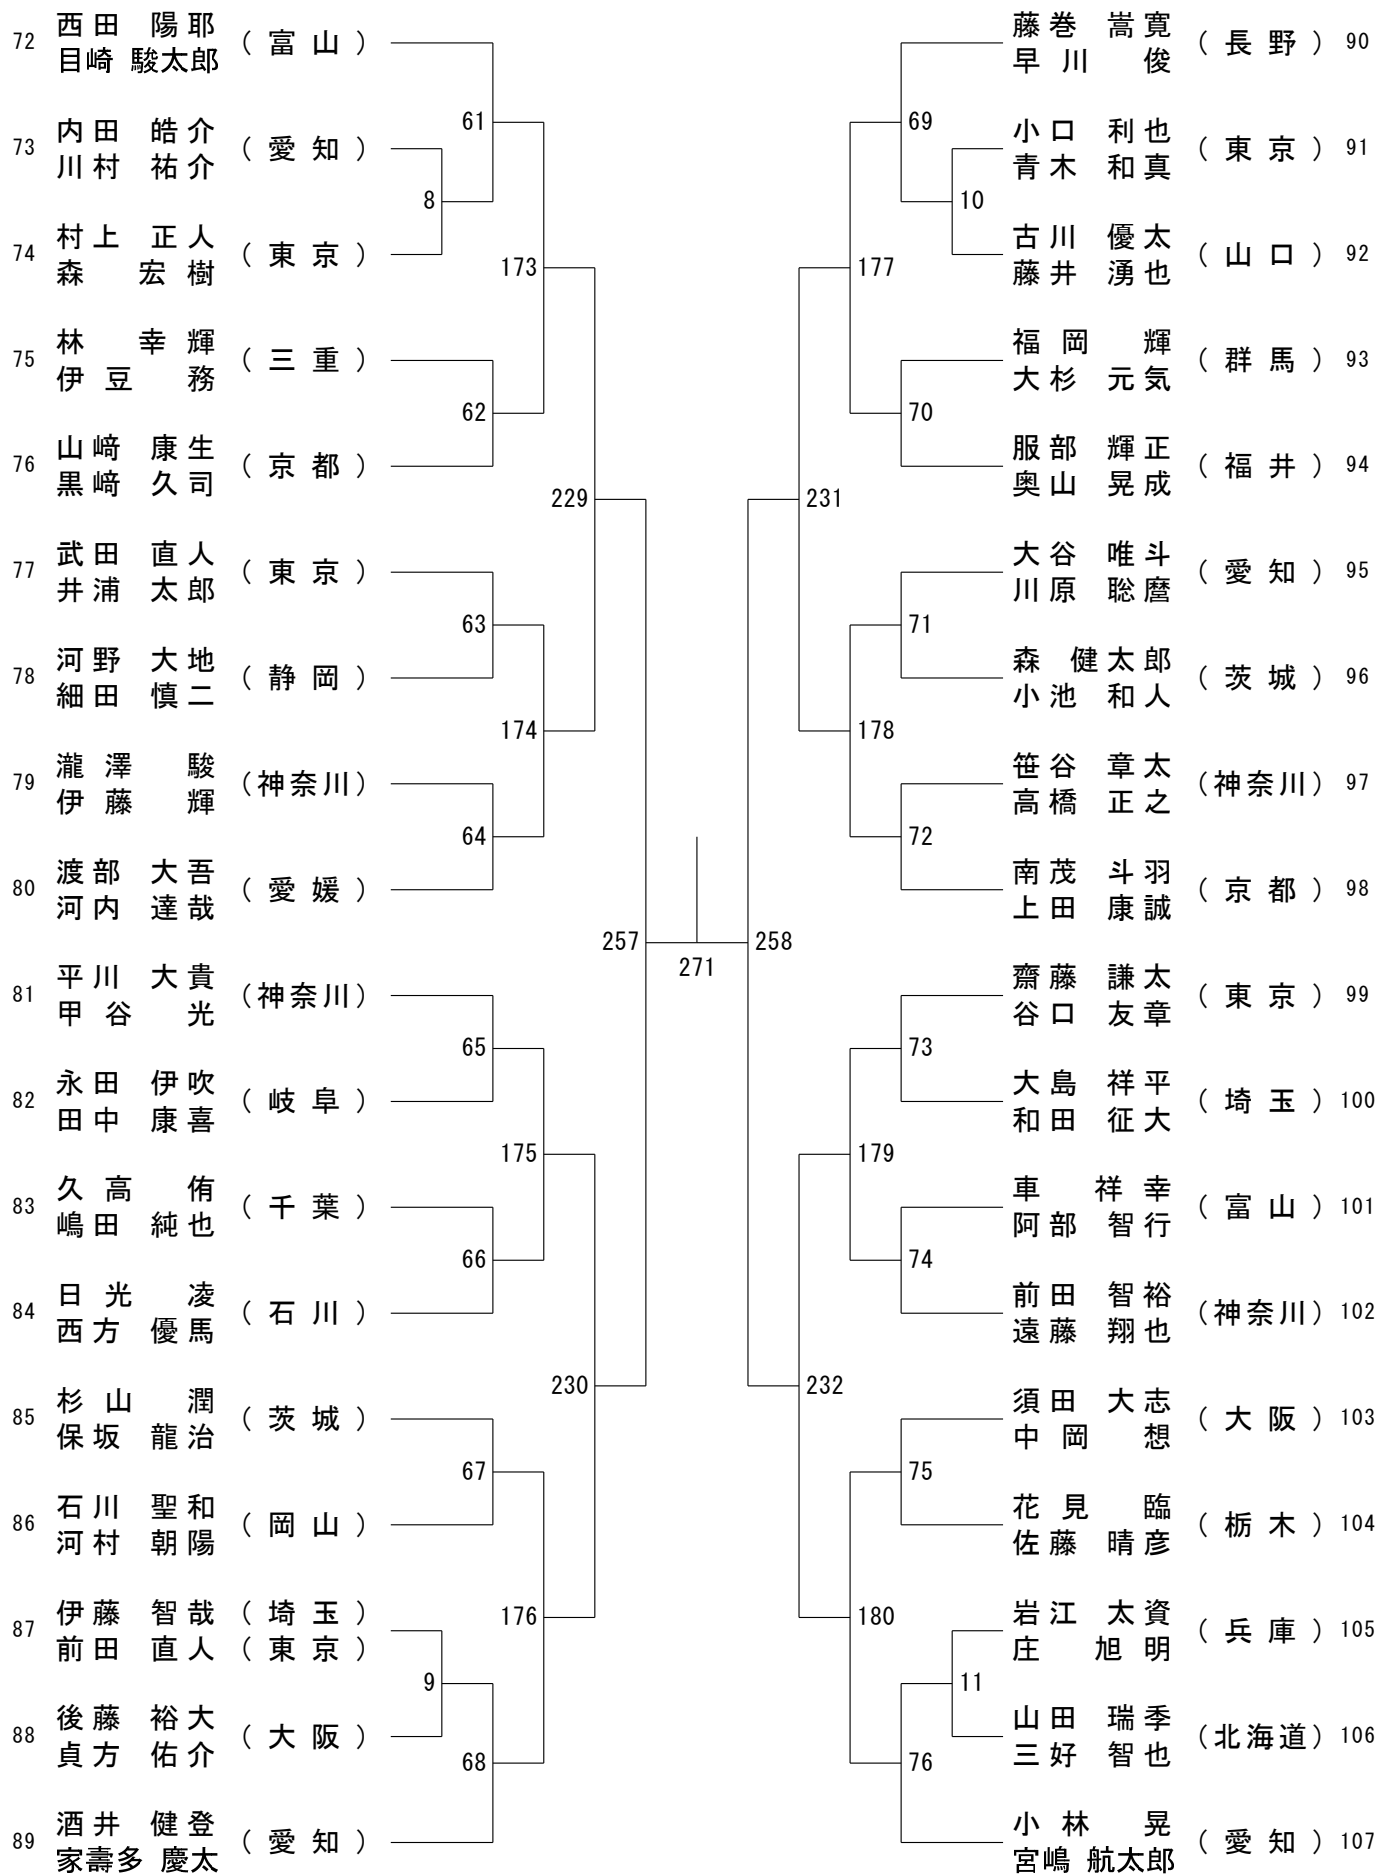 72 西田 陽耶 (富山)
目崎 駿太郎
61
73 内田 皓介 (愛知)
川村 祐介
8
74 村上 正人 (東京)
森 宏樹
173
75 林 幸輝 (三重)
伊豆 務
62
76 山﨑 康生 (京都)
黒﨑 久司
229
77 武田 直人 (東京)
井浦 太郎
63
78 河野 大地 (静岡)
細田 慎二
174
79 瀧澤 駿 (神奈川)
伊藤 輝
64
80 渡部 大吾 (愛媛)
河内 達哉
257
81 平川 大貴 (神奈川)
甲谷 光
65
82 永田 伊吹 (岐阜)
田中 康喜
175
83 久高 侑 (千葉)
嶋田 純也
66
84 日光 凌 (石川)
西方 優馬
230
85 杉山 潤 (茨城)
保坂 龍治
67
86 石川 聖和 (岡山)
河村 朝陽
176
87 伊藤 智哉 (埼玉)
前田 直人 (東京)
9
88 後藤 裕大 (大阪)
貞方 佑介
68
89 酒井 健登 (愛知)
家壽多 慶太
271
藤巻 嵩寛 (長野) 90
早川 俊
69
小口 利也 (東京) 91
青木 和真
10
古川 優太 (山口) 92
藤井 湧也
177
福岡 輝 (群馬) 93
大杉 元気
70
服部 輝正 (福井) 94
奥山 晃成
231
大谷 唯斗 (愛知) 95
川原 聡麿
71
森 健太郎 (茨城) 96
小池 和人
178
笹谷 章太 (神奈川) 97
高橋 正之
72
南茂 斗羽 (京都) 98
上田 康誠
258
齋藤 謙太 (東京) 99
谷口 友章
73
大島 祥平 (埼玉) 100
和田 征大
179
車 祥幸 (富山) 101
阿部 智行
74
前田 智裕 (神奈川) 102
遠藤 翔也
232
須田 大志 (大阪) 103
中岡 想
75
花見 臨 (栃木) 104
佐藤 晴彦
180
岩江 太資 (兵庫) 105
庄 旭明
11
山田 瑞季 (北海道) 106
三好 智也
76
小林 晃 (愛知) 107
宮嶋 航太郎